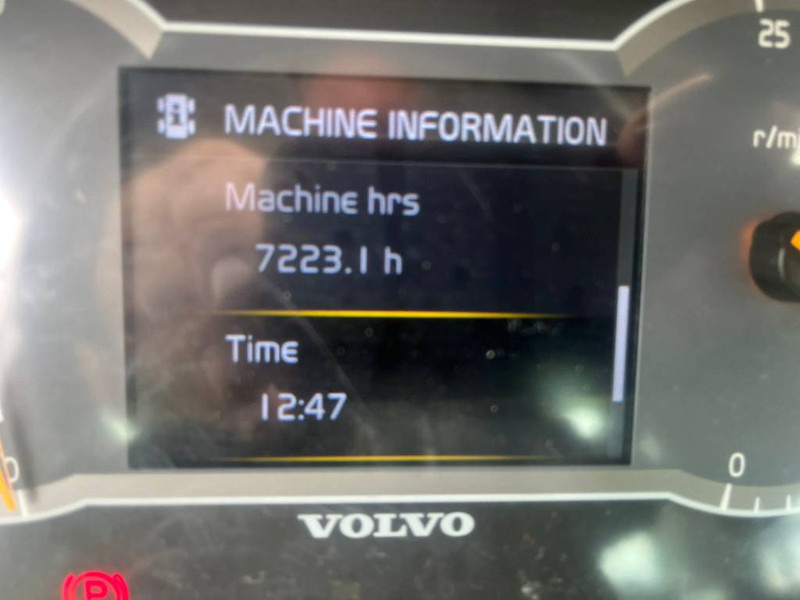 25
MACHINE INFORMATION
r/m
Machine hrs
7223.1 h
Time
12:47
0
0
VOLVO
P